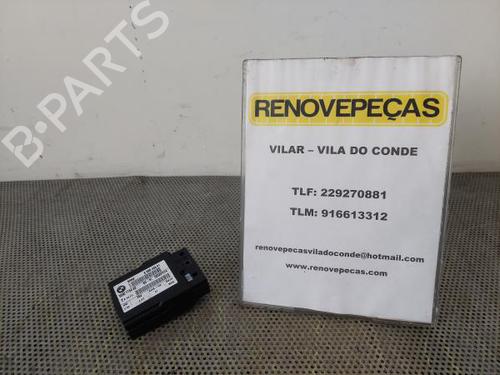 B-PARTS
RENOVEPEÇAS
VILAR – VILA DO CONDE
TLF: 229270881
TLM: 916613312
renovepecasviladoconde@hotmail.com
www.renovepecas.com